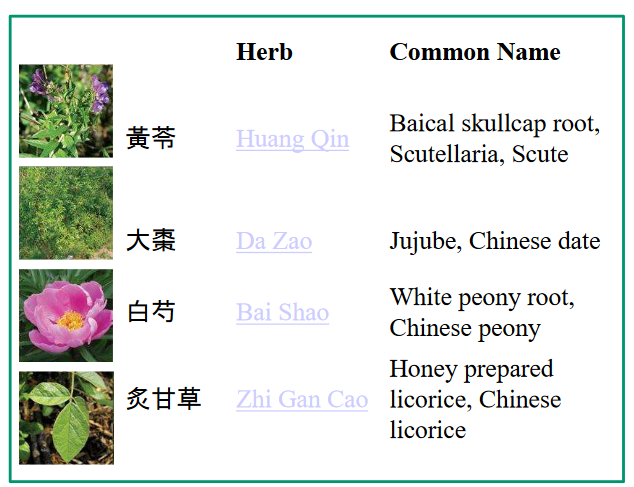 Herb Common Name
黃芩 Huang Qin Baical skullcap root,
Scutellaria, Scute
大棗 Da Zao Jujube, Chinese date
白芍 Bai Shao White peony root,
Chinese peony
炙甘草 Zhi Gan Cao Honey prepared
licorice, Chinese
licorice